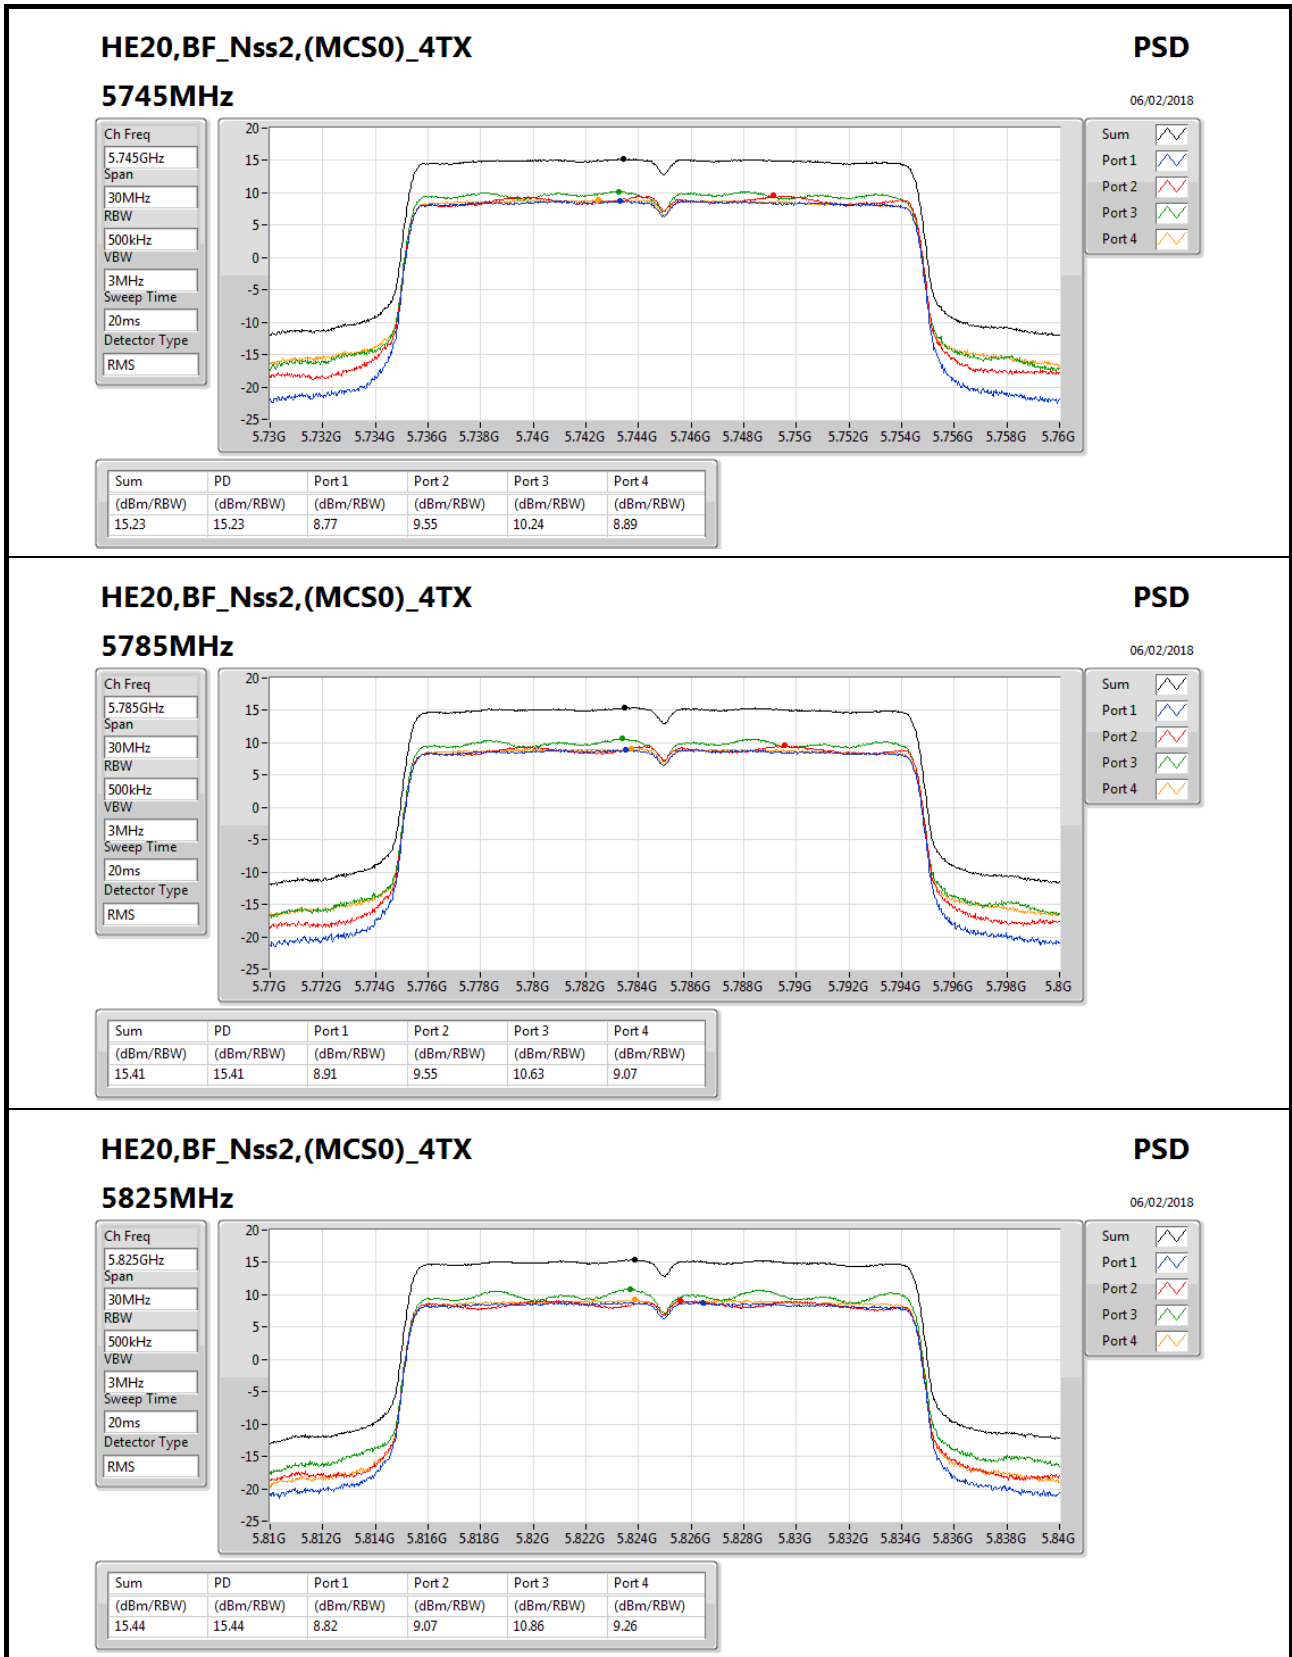 HE20,BF_Nss2,(MCS0)_4TX PSD
5745MHz 06/02/2018
Ch Freq
5.745GHz
Span
30MHz
RBW
500kHz
VBW
3MHz
Sweep Time
20ms
Detector Type
RMS
20
15
10
5
0
-5
-10
-15
-20
-25
5.73G 5.732G 5.734G 5.736G 5.738G 5.74G 5.742G 5.744G 5.746G 5.748G 5.75G 5.752G 5.754G 5.756G 5.758G 5.76G
Sum
Port 1
Port 2
Port 3
Port 4
Sum PD Port 1 Port 2 Port 3 Port 4
(dBm/RBW) (dBm/RBW) (dBm/RBW) (dBm/RBW) (dBm/RBW) (dBm/RBW)
15.23 15.23 8.77 9.55 10.24 8.89
HE20,BF_Nss2,(MCS0)_4TX PSD
5785MHz 06/02/2018
Ch Freq
5.785GHz
Span
30MHz
RBW
500kHz
VBW
3MHz
Sweep Time
20ms
Detector Type
RMS
20
15
10
5
0
-5
-10
-15
-20
-25
5.77G 5.772G 5.774G 5.776G 5.778G 5.78G 5.782G 5.784G 5.786G 5.788G 5.79G 5.792G 5.794G 5.796G 5.798G 5.8G
Sum
Port 1
Port 2
Port 3
Port 4
Sum PD Port 1 Port 2 Port 3 Port 4
(dBm/RBW) (dBm/RBW) (dBm/RBW) (dBm/RBW) (dBm/RBW) (dBm/RBW)
15.41 15.41 8.91 9.55 10.63 9.07
HE20,BF_Nss2,(MCS0)_4TX PSD
5825MHz 06/02/2018
Ch Freq
5.825GHz
Span
30MHz
RBW
500kHz
VBW
3MHz
Sweep Time
20ms
Detector Type
RMS
20
15
10
5
0
-5
-10
-15
-20
-25
5.81G 5.812G 5.814G 5.816G 5.818G 5.82G 5.822G 5.824G 5.826G 5.828G 5.83G 5.832G 5.834G 5.836G 5.838G 5.84G
Sum
Port 1
Port 2
Port 3
Port 4
Sum PD Port 1 Port 2 Port 3 Port 4
(dBm/RBW) (dBm/RBW) (dBm/RBW) (dBm/RBW) (dBm/RBW) (dBm/RBW)
15.44 15.44 8.82 9.07 10.86 9.26